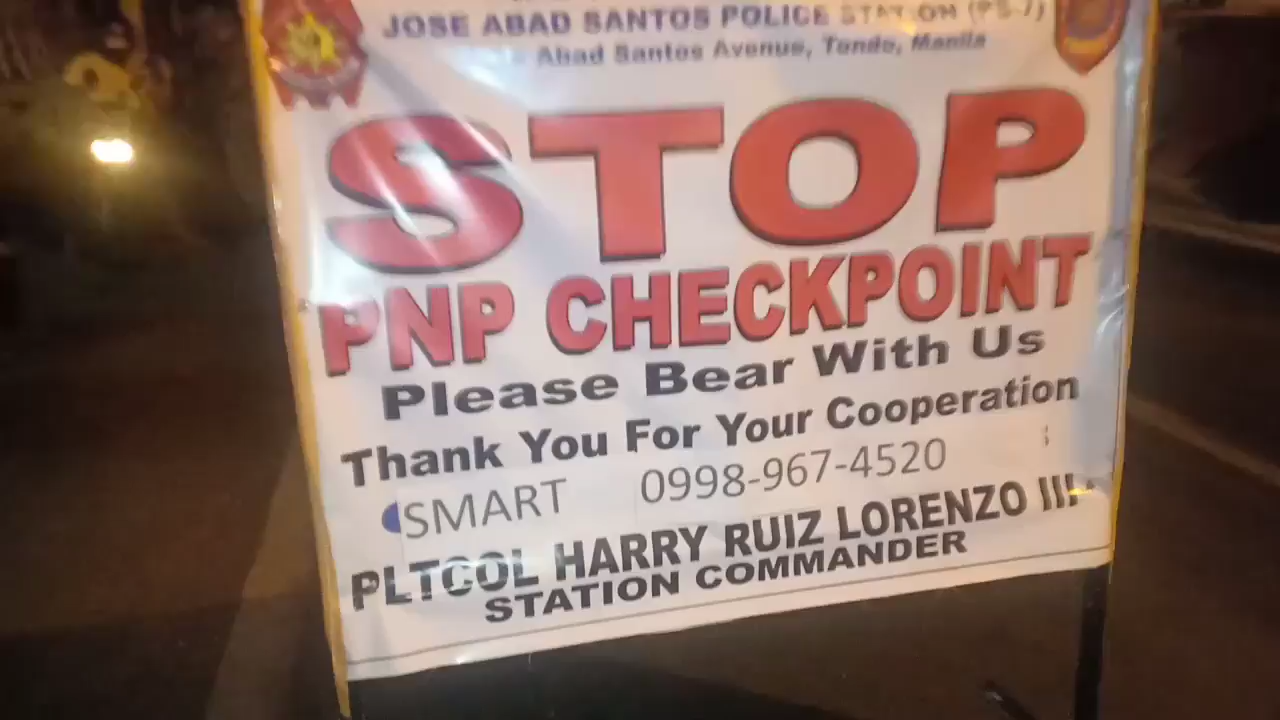 JOSE ABAD SANTOS POLICE STATION (PS-7)
Abad Santos Avenue, Tondo, Manila
STOP
PNP CHECKPOINT
Please Bear With Us
Thank You For Your Cooperation
SMART 0998-967-4520
PLTCOL HARRY RUIZ LORENZO III
STATION COMMANDER